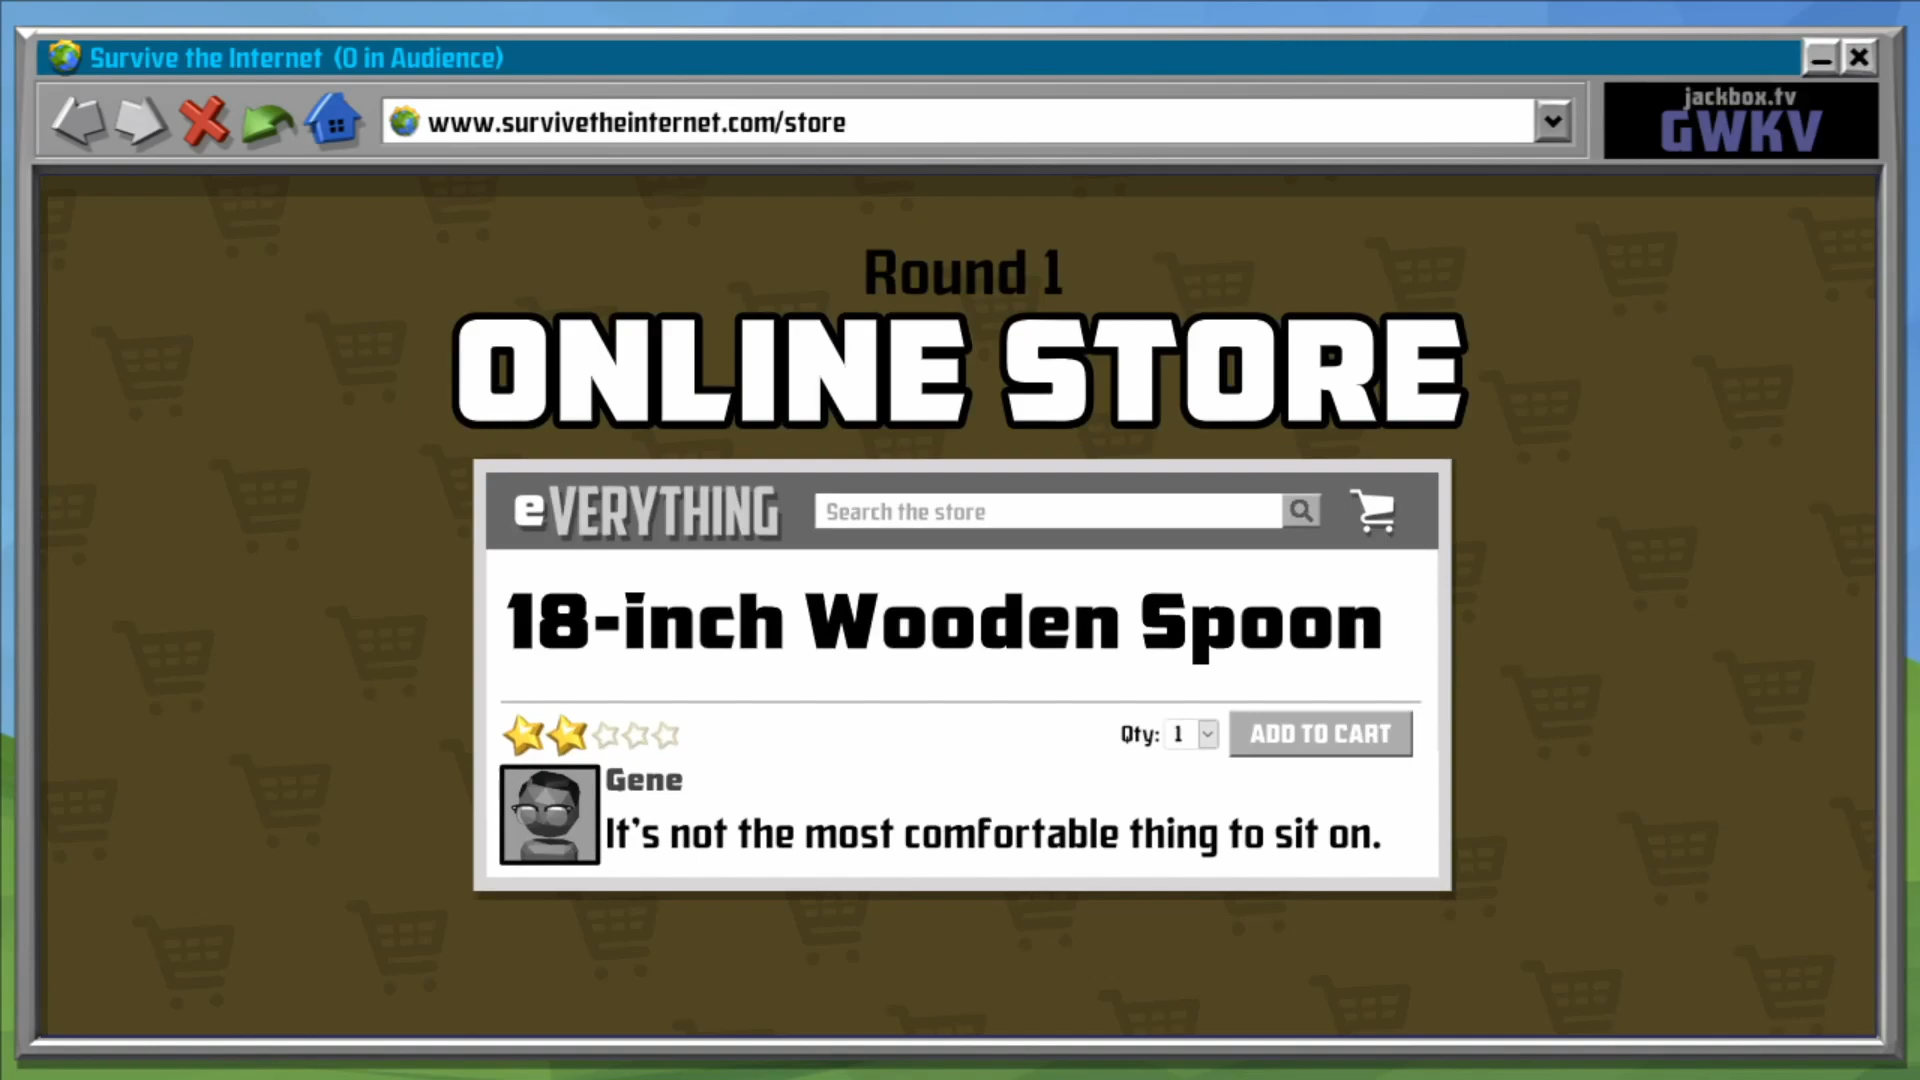 Survive the Internet (0 in Audience)
www.survivetheinternet.com/store
jackbox.tv
GWKV
Round 1
ONLINE STORE
eVERYTHING
Search the store
18-inch Wooden Spoon
Qty: 1
ADD TO CART
Gene
It's not the most comfortable thing to sit on.